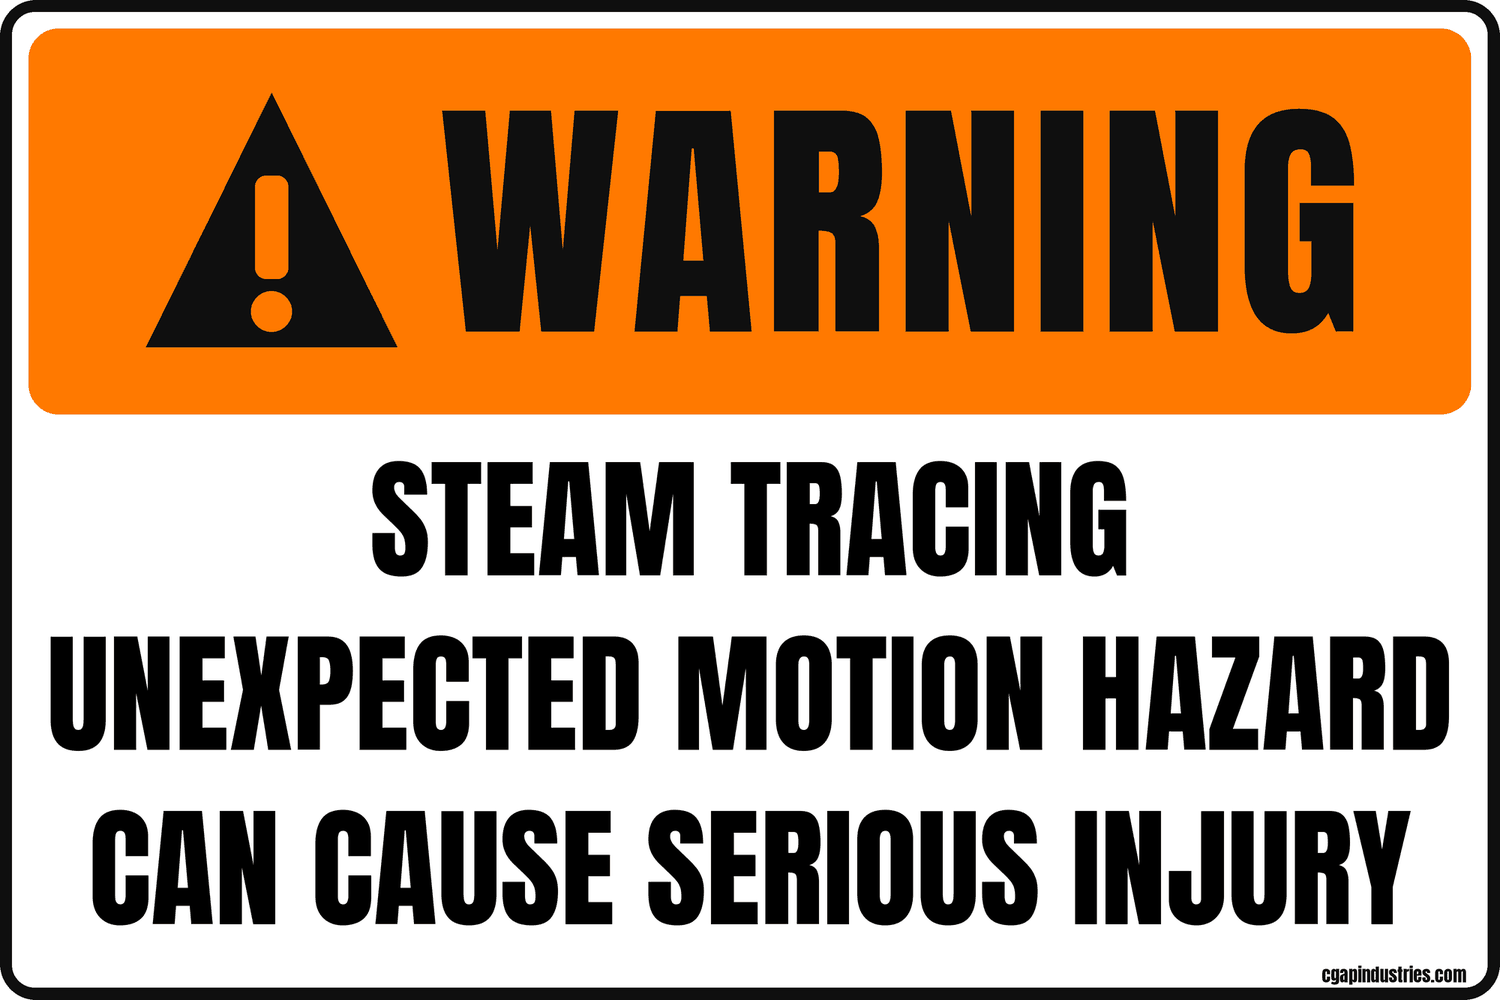 WARNING
STEAM TRACING
UNEXPECTED MOTION HAZARD
CAN CAUSE SERIOUS INJURY
cgapindustries.com